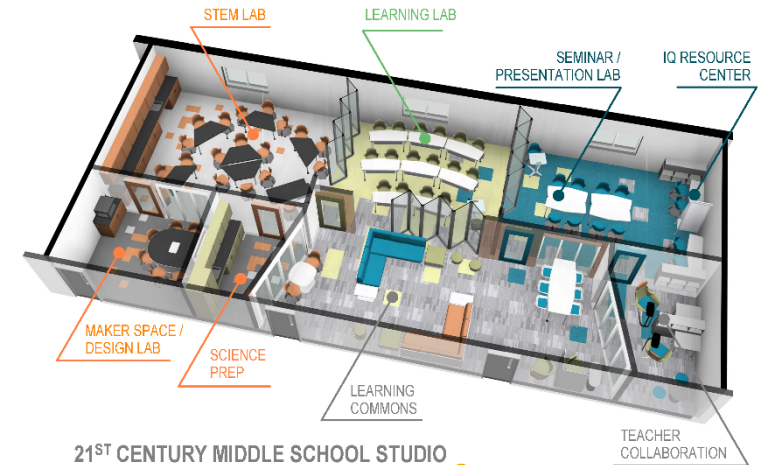 STEM LAB
LEARNING LAB
SEMINAR /
PRESENTATION LAB
IQ RESOURCE
CENTER
MAKER SPACE /
DESIGN LAB
SCIENCE
PREP
LEARNING
COMMONS
TEACHER
COLLABORATION
21ST CENTURY MIDDLE SCHOOL STUDIO